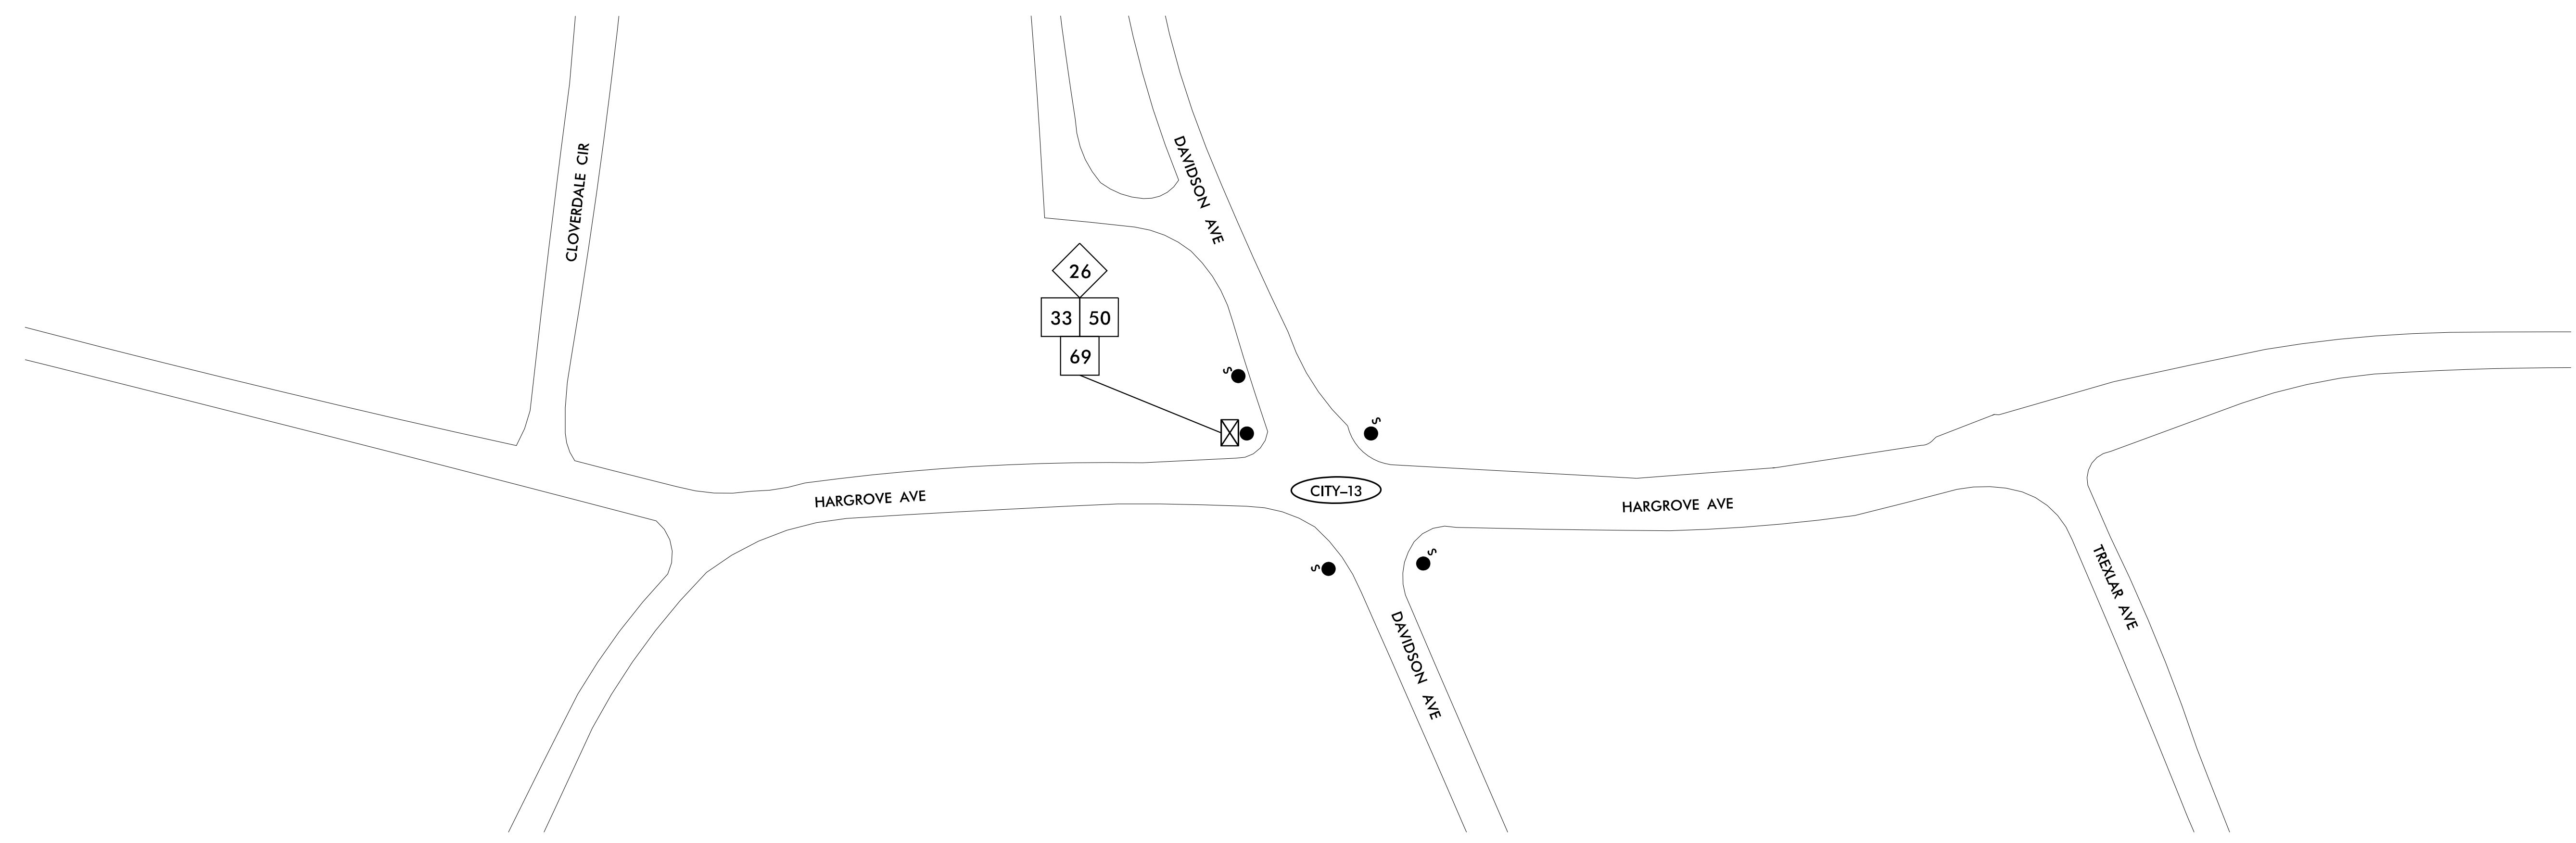 CLOVERDALE CIR
DAVIDSON AVE
26
33 50
69
S
S
HARGROVE AVE
CITY–13
HARGROVE AVE
S
S
DAVIDSON AVE
TREXLAR AVE